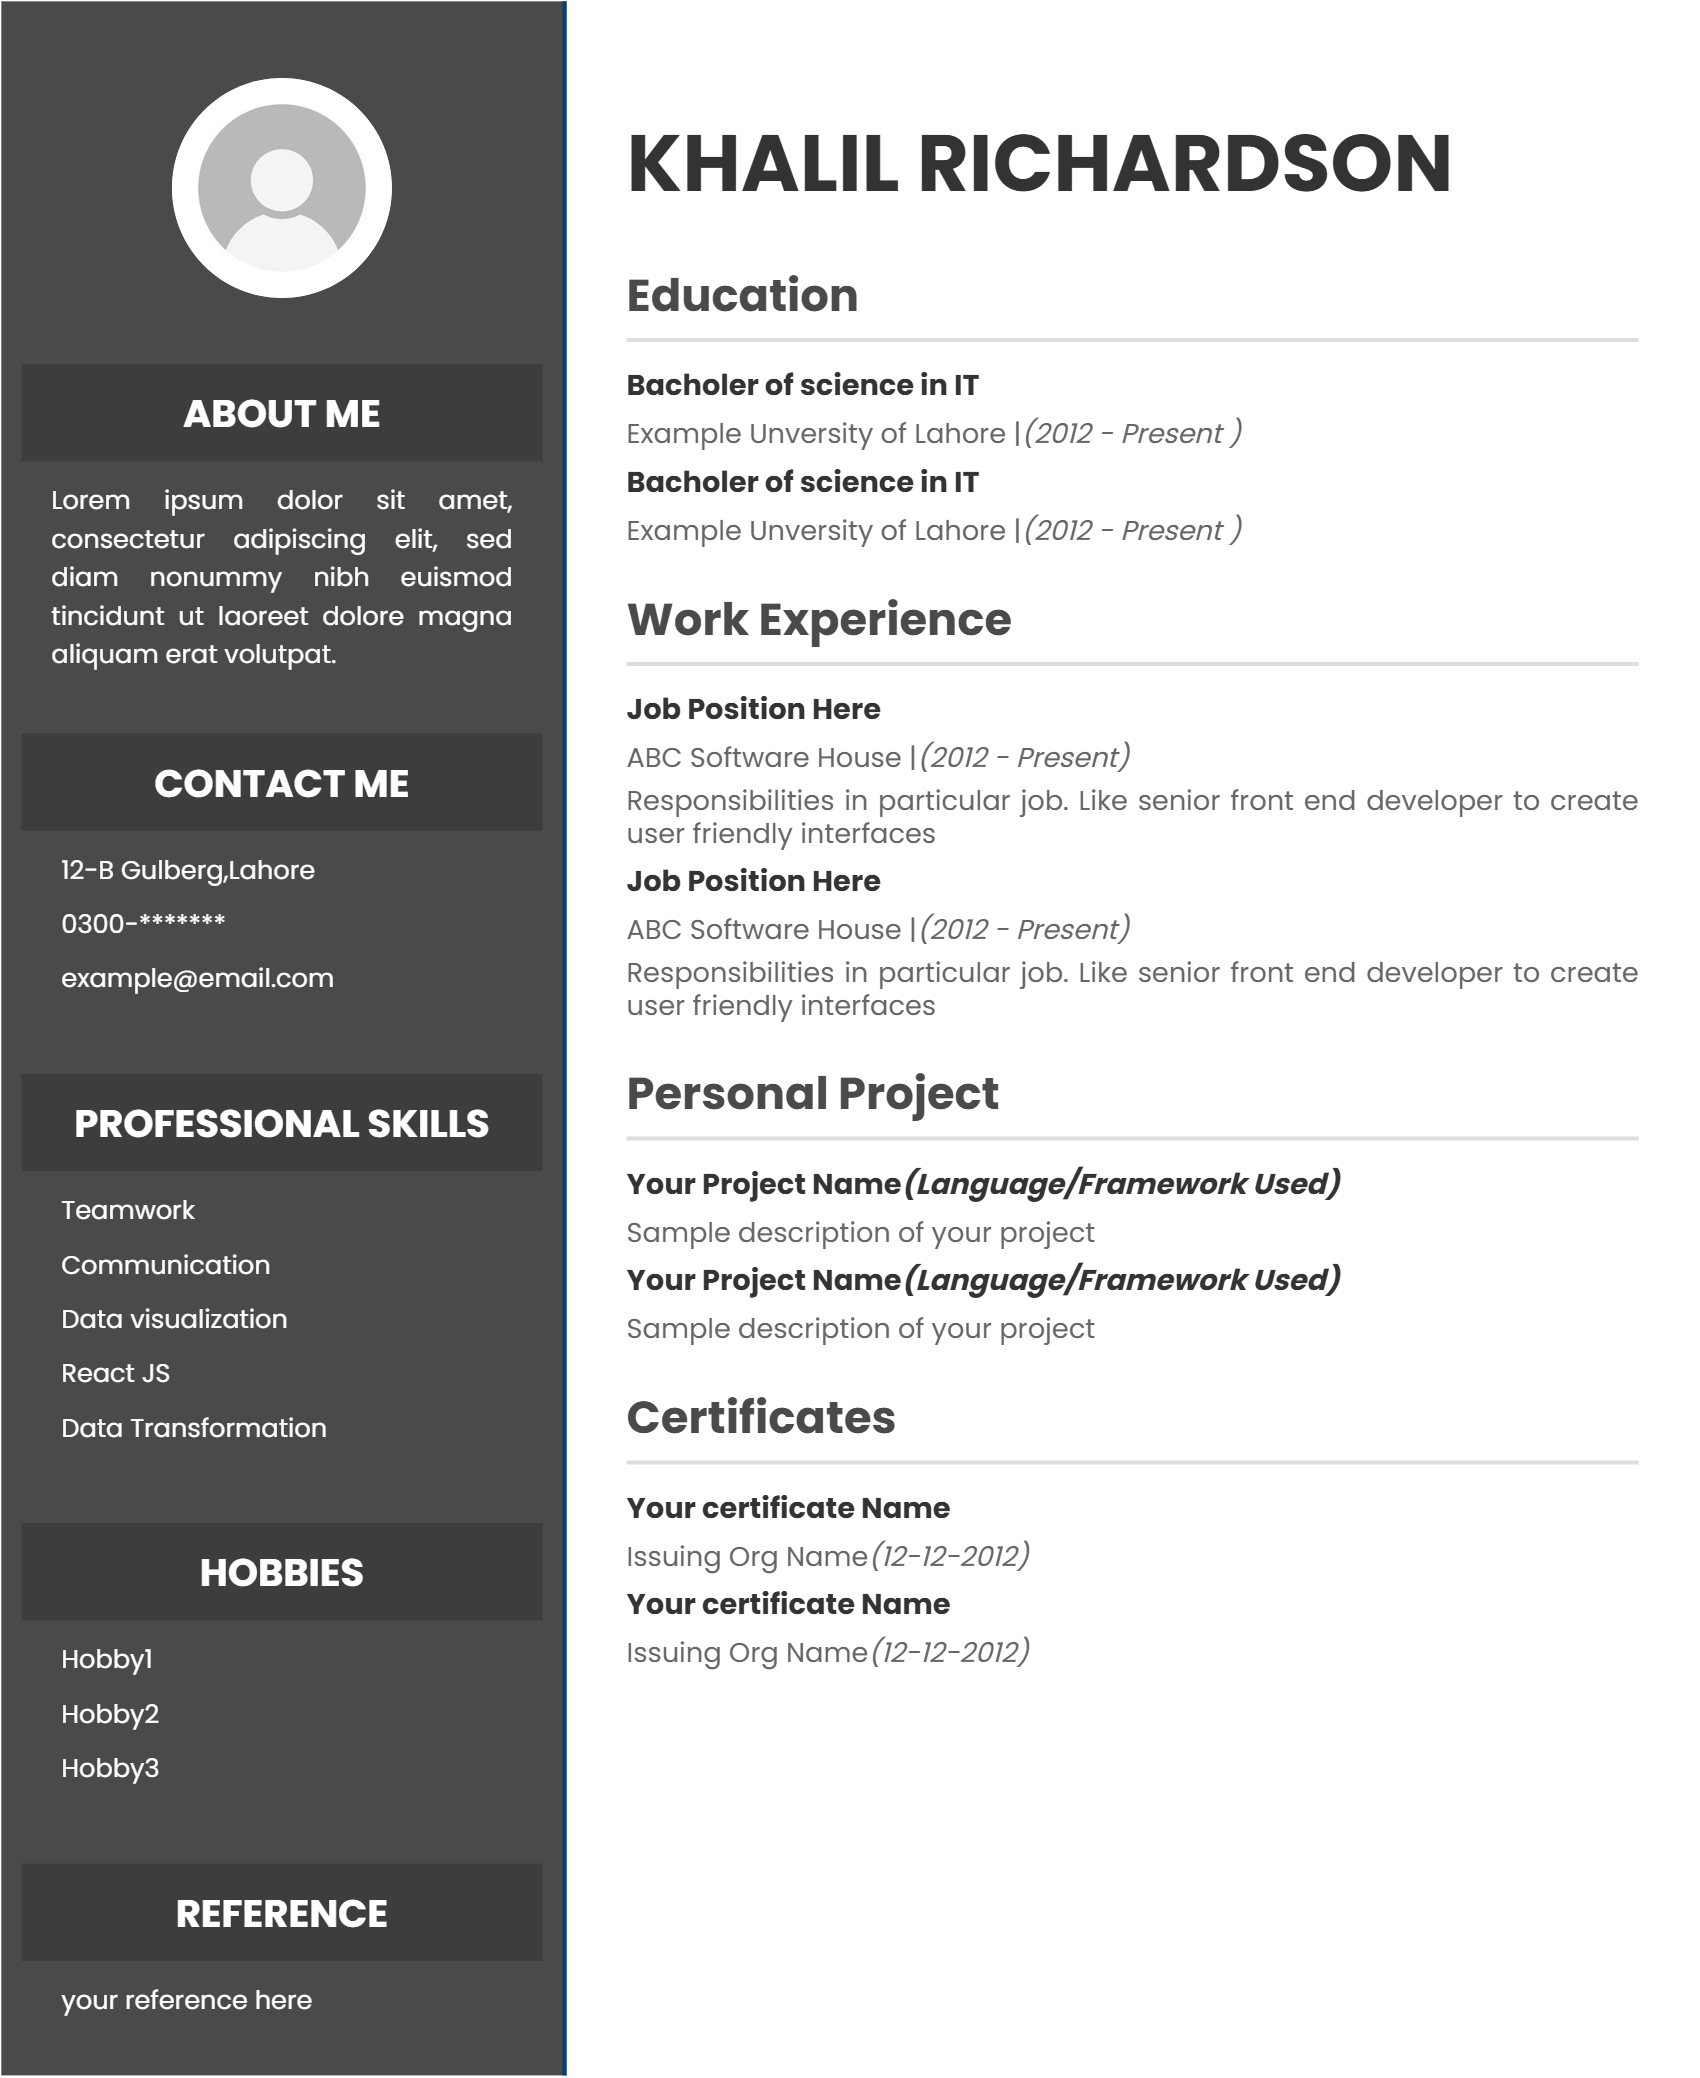 ABOUT ME
Lorem ipsum dolor sit amet,
consectetur adipiscing elit, sed
diam nonummy nibh euismod
tincidunt ut laoreet dolore magna
aliquam erat volutpat.
CONTACT ME
12-B Gulberg,Lahore
0300-*******
example@email.com
PROFESSIONAL SKILLS
Teamwork
Communication
Data visualization
React JS
Data Transformation
HOBBIES
Hobby1
Hobby2
Hobby3
REFERENCE
your reference here
KHALIL RICHARDSON
Education
Bacholer of science in IT
Example Unversity of Lahore |(2012 - Present )
Bacholer of science in IT
Example Unversity of Lahore |(2012 - Present )
Work Experience
Job Position Here
ABC Software House |(2012 - Present)
Responsibilities in particular job. Like senior front end developer to create
user friendly interfaces
Job Position Here
ABC Software House |(2012 - Present)
Responsibilities in particular job. Like senior front end developer to create
user friendly interfaces
Personal Project
Your Project Name(Language/Framework Used)
Sample description of your project
Your Project Name(Language/Framework Used)
Sample description of your project
Certificates
Your certificate Name
Issuing Org Name(12-12-2012)
Your certificate Name
Issuing Org Name(12-12-2012)